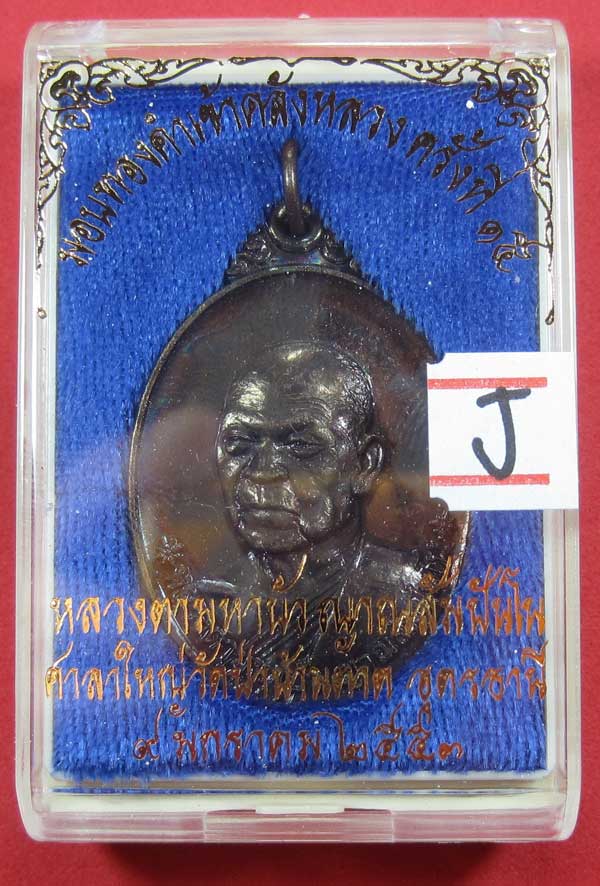 มอบทองคำเข้าคลังหลวง ครั้งที่ ๑๕
J
หลวงตามหาบัว ญาณสัมปันโน
ศาลาใหญ่วัดป่าบ้านตาด อุดรธานี
๙ มกราคม ๒๕๕๓